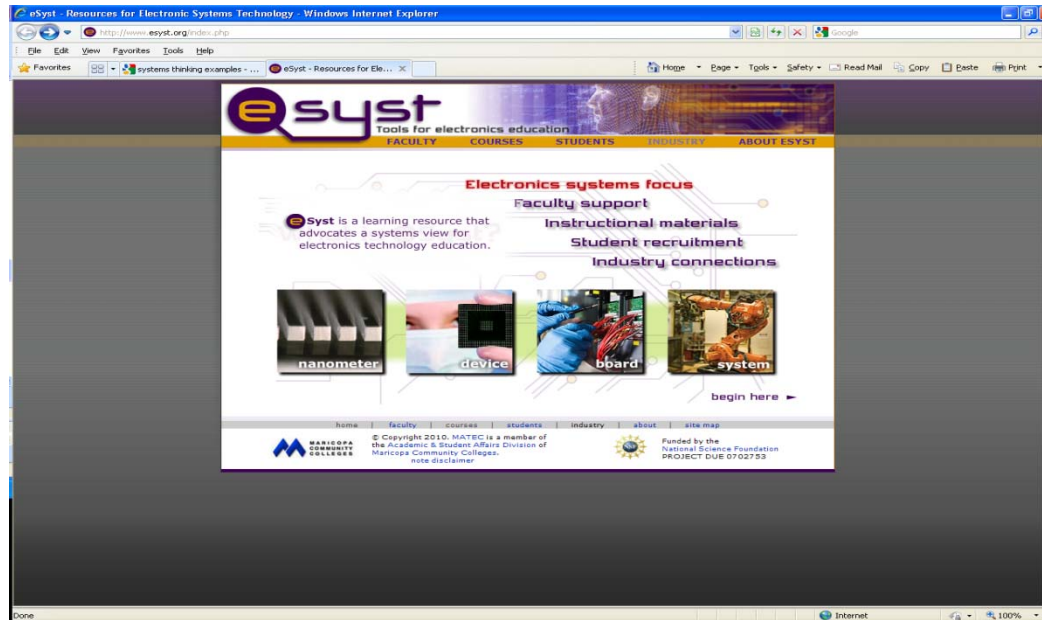 eSyst - Resources for Electronic Systems Technology - Windows Internet Explorer
http://www.esyst.org/index.php
Google
File Edit View Favorites Tools Help
Favorites systems thinking examples - ... eSyst - Resources for Ele... Home Page Safety Tools Read Mail Copy Paste Print
esyst
Tools for electronics education
FACULTY COURSES STUDENTS INDUSTRY ABOUT ESYST
Electronics systems focus
Faculty support
Instructional materials
Student recruitment
Industry connections
eSyst is a learning resource that
advocates a systems view for
electronics technology education.
nanometer device board system
begin here
home | faculty | courses | students | industry | about | site map
MARICOPA
COMMUNITY
COLLEGES
© Copyright 2010. MATEC is a member of
the Academic & Student Affairs Division of
Maricopa Community Colleges.
note disclaimer
Funded by the
National Science Foundation
PROJECT DUE 0702753
Done Internet 100%